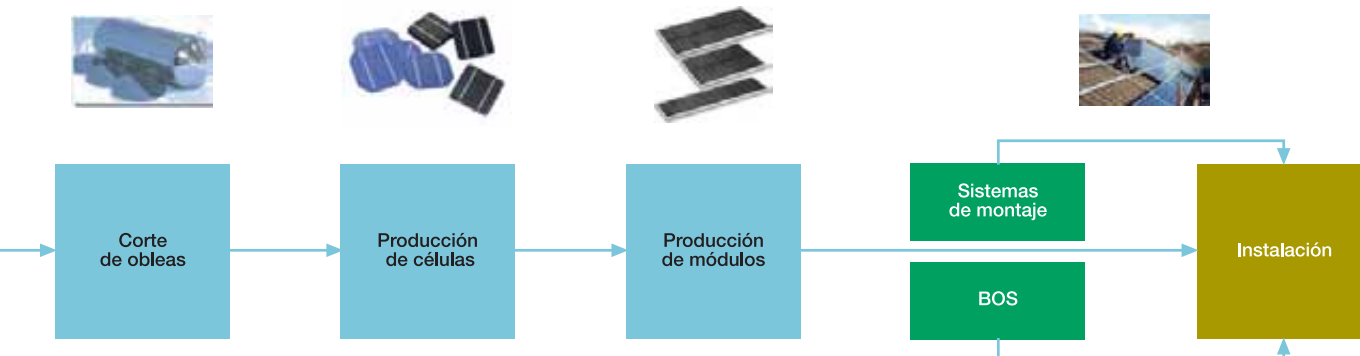 Corte
de obleas
Producción
de células
Producción
de módulos
Sistemas
de montaje
BOS
Instalación